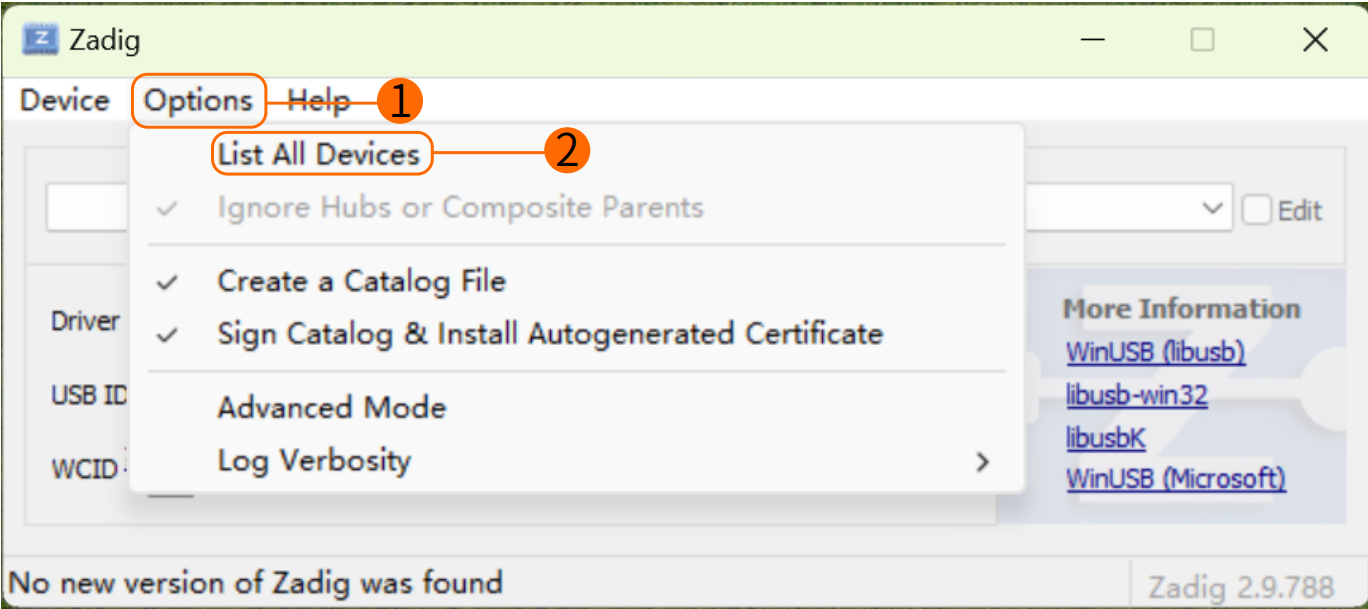 Zadig
Device Options Help 1
List All Devices 2
Ignore Hubs or Composite Parents
Edit
Create a Catalog File
Sign Catalog & Install Autogenerated Certificate
Advanced Mode
Log Verbosity
Driver
USB ID
WCID
More Information
WinUSB (libusb)
libusb-win32
libusbK
WinUSB (Microsoft)
No new version of Zadig was found
Zadig 2.9.788